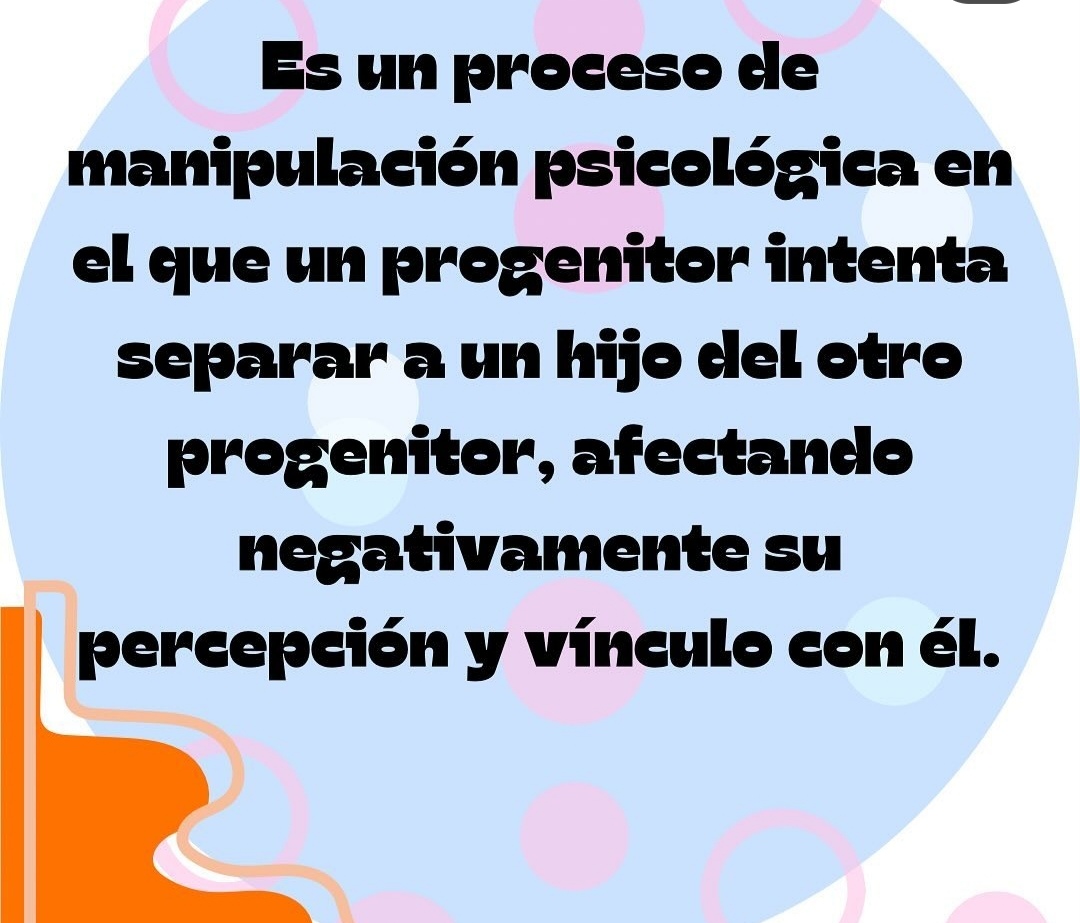 Es un proceso de
manipulación psicológica en
el que un progenitor intenta
separar a un hijo del otro
progenitor, afectando
negativamente su
percepción y vínculo con él.